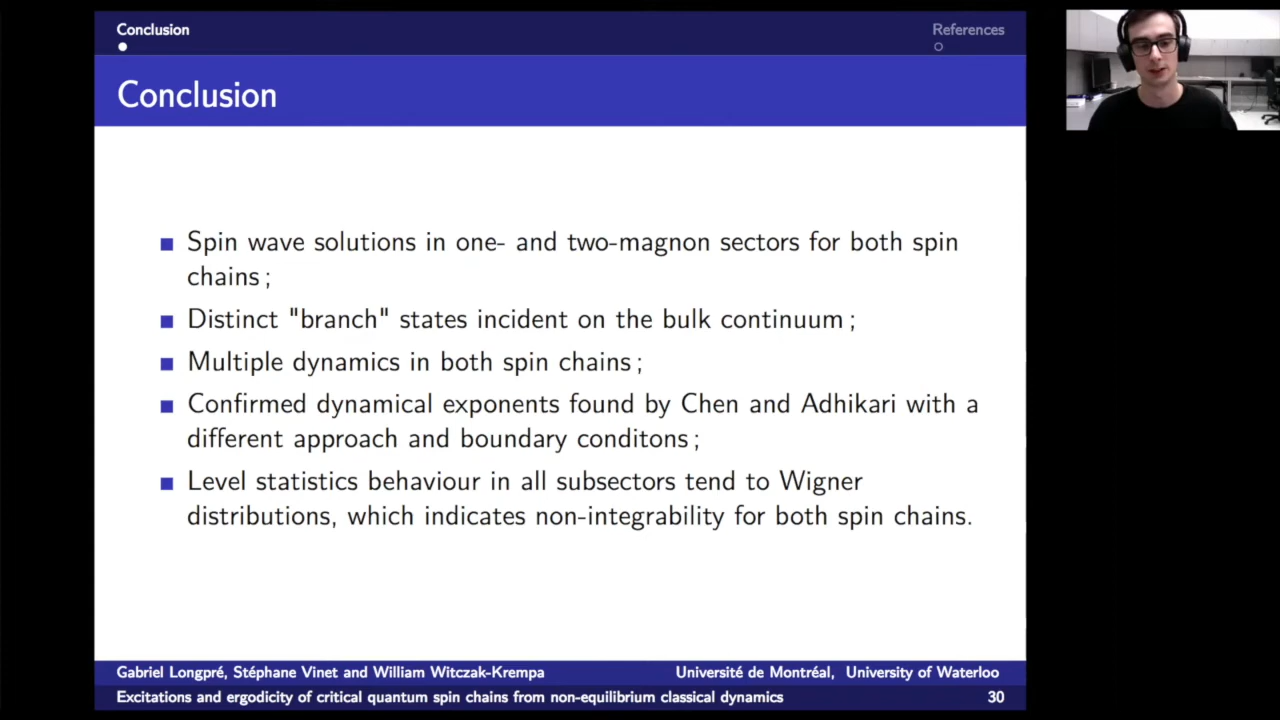 Conclusion
References
Conclusion
Spin wave solutions in one- and two-magnon sectors for both spin
chains ;
Distinct "branch" states incident on the bulk continuum ;
Multiple dynamics in both spin chains ;
Confirmed dynamical exponents found by Chen and Adhikari with a
different approach and boundary conditons ;
Level statistics behaviour in all subsectors tend to Wigner
distributions, which indicates non-integrability for both spin chains.
Gabriel Longpré, Stéphane Vinet and William Witczak-Krempa
Université de Montréal, University of Waterloo
Excitations and ergodicity of critical quantum spin chains from non-equilibrium classical dynamics
30